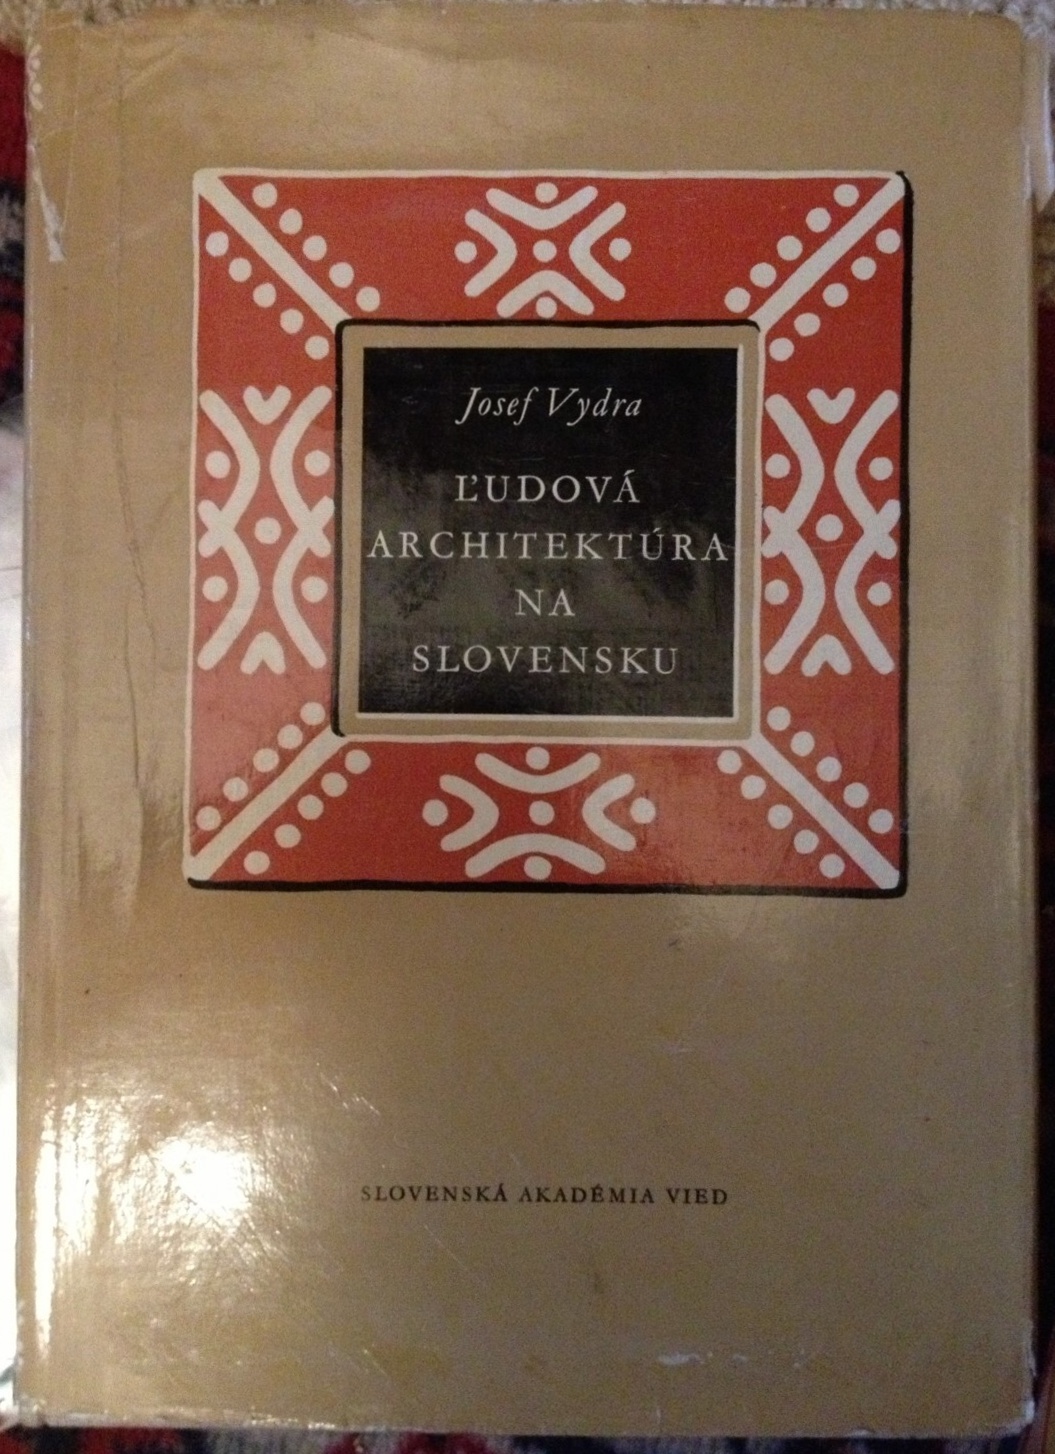 Josef Vydra
ĽUDOVÁ
ARCHITEKTÚRA
NA
SLOVENSKU
SLOVENSKÁ AKADÉMIA VIED